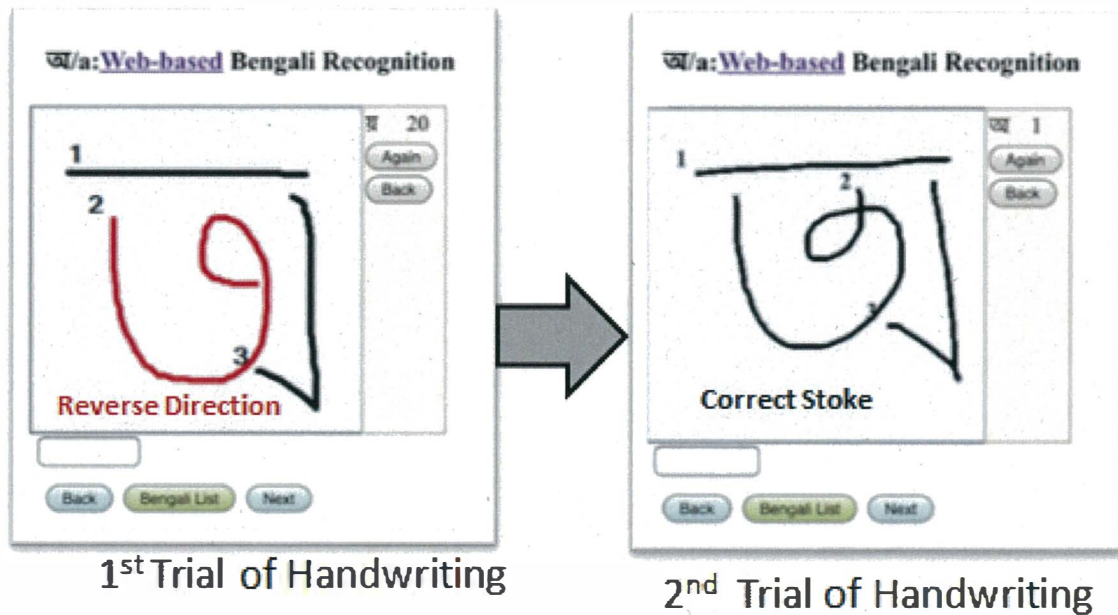 অ/a:Web-based Bengali Recognition
1
2
3
Reverse Direction
য় 20
Again
Back
Back Bengali List Next
1st Trial of Handwriting
অ/a:Web-based Bengali Recognition
1
2
3
Correct Stoke
অ 1
Again
Back
Back Bengali List Next
2nd Trial of Handwriting